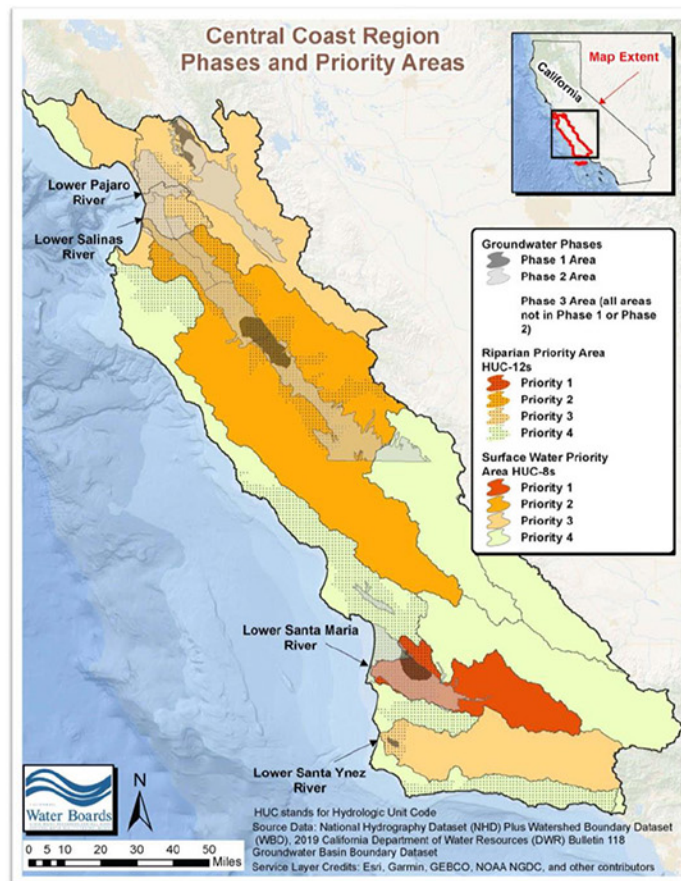 Central Coast Region
Phases and Priority Areas
California
Map Extent
Lower Pajaro
River
Lower Salinas
River
Groundwater Phases
Phase 1 Area
Phase 2 Area
Phase 3 Area (all areas
not in Phase 1 or Phase
2)
Riparian Priority Area
HUC-12s
Priority 1
Priority 2
Priority 3
Priority 4
Surface Water Priority
Area HUC-8s
Priority 1
Priority 2
Priority 3
Priority 4
Lower Santa Maria
River
Lower Santa Ynez
River
Water Boards
N
0 5 10 20 30 40 50
Miles
HUC stands for Hydrologic Unit Code
Source Data: National Hydrography Dataset (NHD) Plus Watershed Boundary Dataset
(WBD), 2019 California Department of Water Resources (DWR) Bulletin 118
Groundwater Basin Boundary Dataset
Service Layer Credits: Esri, Garmin, GEBCO, NOAA NGDC, and other contributors